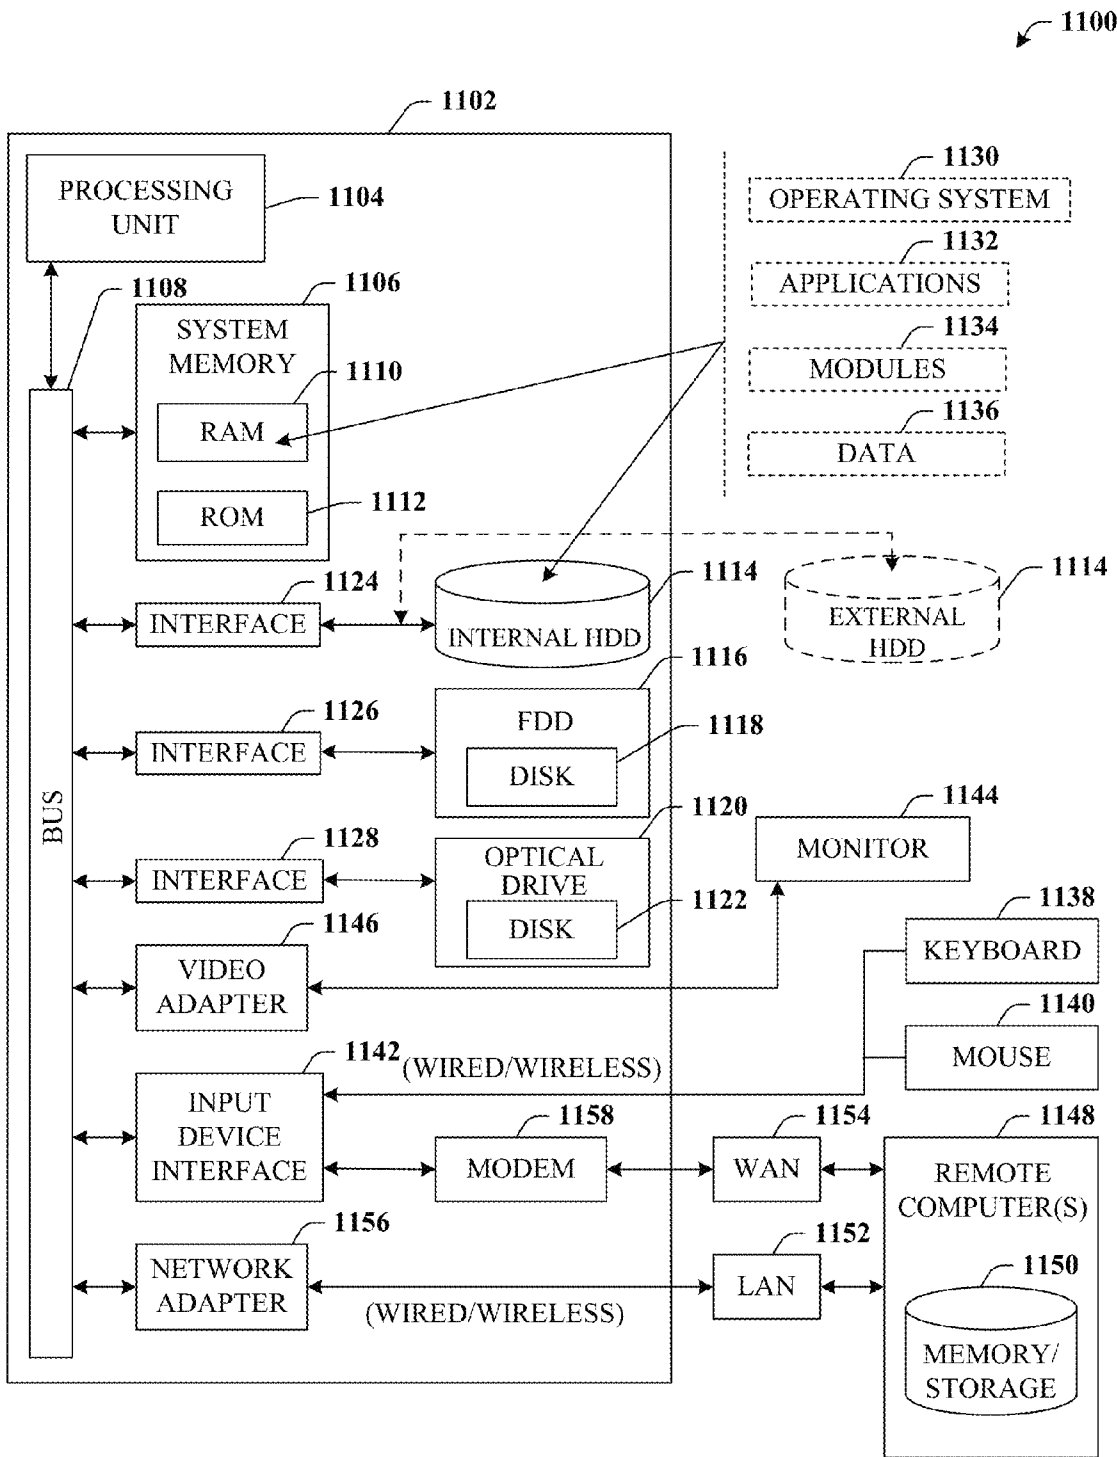 1100
1102
PROCESSING
UNIT
1104
1108
1106
SYSTEM
MEMORY
1110
RAM
1112
ROM
1130
OPERATING SYSTEM
1132
APPLICATIONS
1134
MODULES
1136
DATA
1124
INTERFACE
1114
INTERNAL HDD
1114
EXTERNAL
HDD
1126
INTERFACE
1116
FDD
1118
DISK
BUS
1128
INTERFACE
1120
OPTICAL
DRIVE
1122
DISK
1144
MONITOR
1146
VIDEO
ADAPTER
1138
KEYBOARD
1140
MOUSE
1142
(WIRED/WIRELESS)
INPUT
DEVICE
INTERFACE
1158
MODEM
1154
WAN
1148
REMOTE
COMPUTER(S)
1156
NETWORK
ADAPTER
(WIRED/WIRELESS)
1152
LAN
1150
MEMORY/
STORAGE